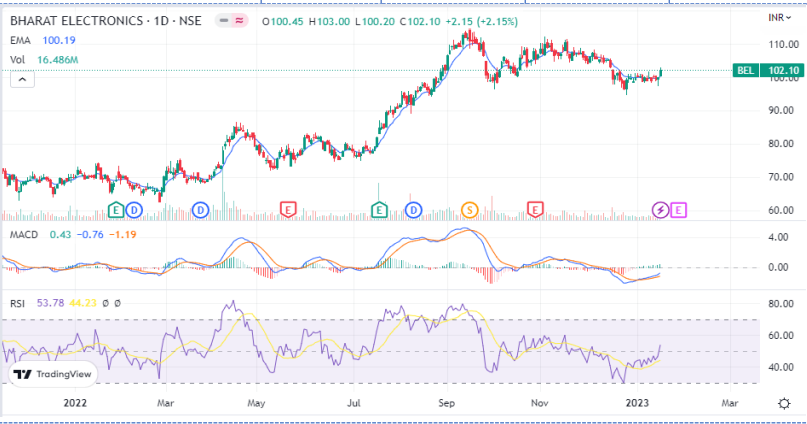 BHARAT ELECTRONICS · 1D · NSE O100.45 H103.00 L100.20 C102.10 +2.15 (+2.15%) INR
EMA 100.19
110.00
Vol 16.486M
BEL 102.10
100.00
90.00
80.00
70.00
60.00
E D D E E D S E E
MACD 0.43 −0.76 −1.19
4.00
0.00
RSI 53.78 44.23 Ø Ø
80.00
60.00
40.00
TradingView
2022 Mar May Jul Sep Nov 2023 Mar